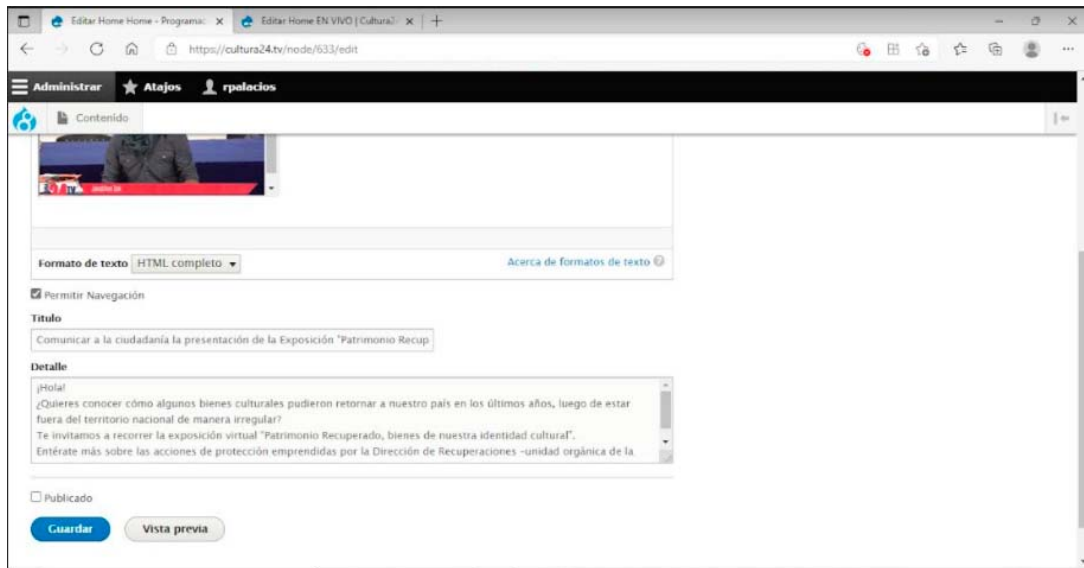 Editar Home Home - Programac
Editar Home EN VIVO | Cultura2
https://cultura24.tv/node/633/edit
Administrar
Atajos
rpalacios
Contenido
TV
Formato de texto HTML completo
Acerca de formatos de texto
Permitir Navegación
Titulo
Comunicar a la ciudadanía la presentación de la Exposición "Patrimonio Recup
Detalle
¡Hola!
¿Quieres conocer cómo algunos bienes culturales pudieron retornar a nuestro país en los últimos años, luego de estar
fuera del territorio nacional de manera irregular?
Te invitamos a recorrer la exposición virtual "Patrimonio Recuperado, bienes de nuestra identidad cultural".
Entérate más sobre las acciones de protección emprendidas por la Dirección de Recuperaciones -unidad orgánica de la
Publicado
Guardar
Vista previa